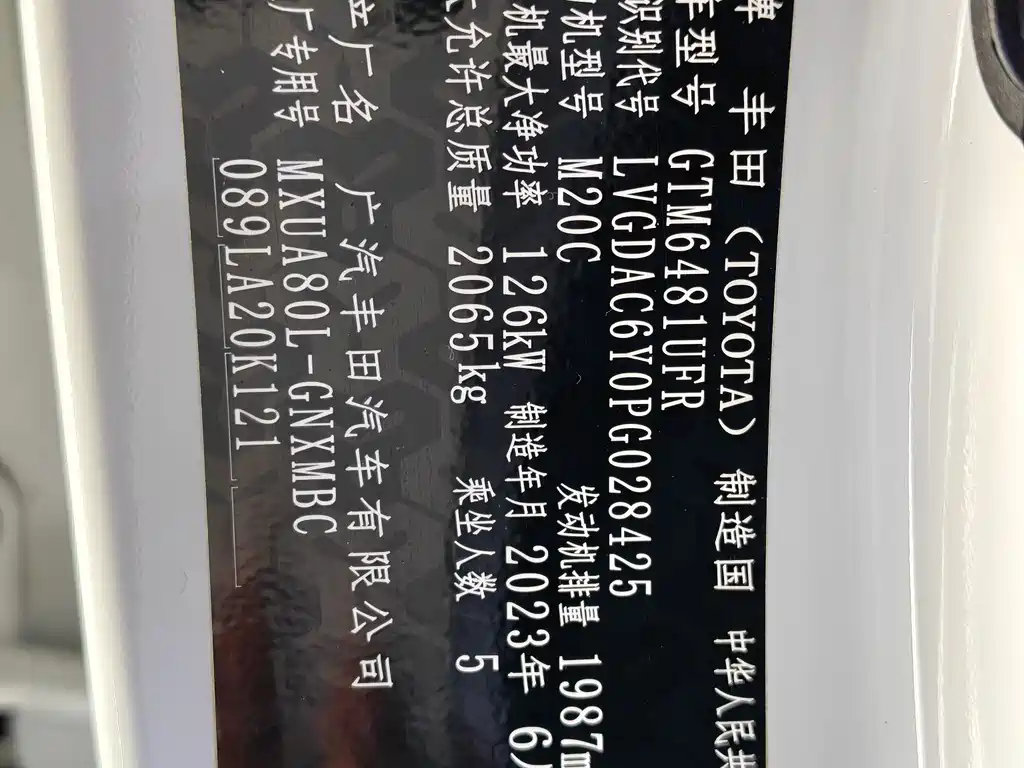 牌 丰田(TOYOTA) 制造国 中华人民共
车型号 GTM6481UFR
识别代号 LVGDAC6Y0PG028425
机型号 M20C 发动机排量 1987m
机最大净功率 126kW 制造年月 2023年 6月
大允许总质量 2065kg 乘坐人数 5
产厂名 广汽丰田汽车有限公司
厂专用号 MXUA80L-GNXMBC
089LA20K121